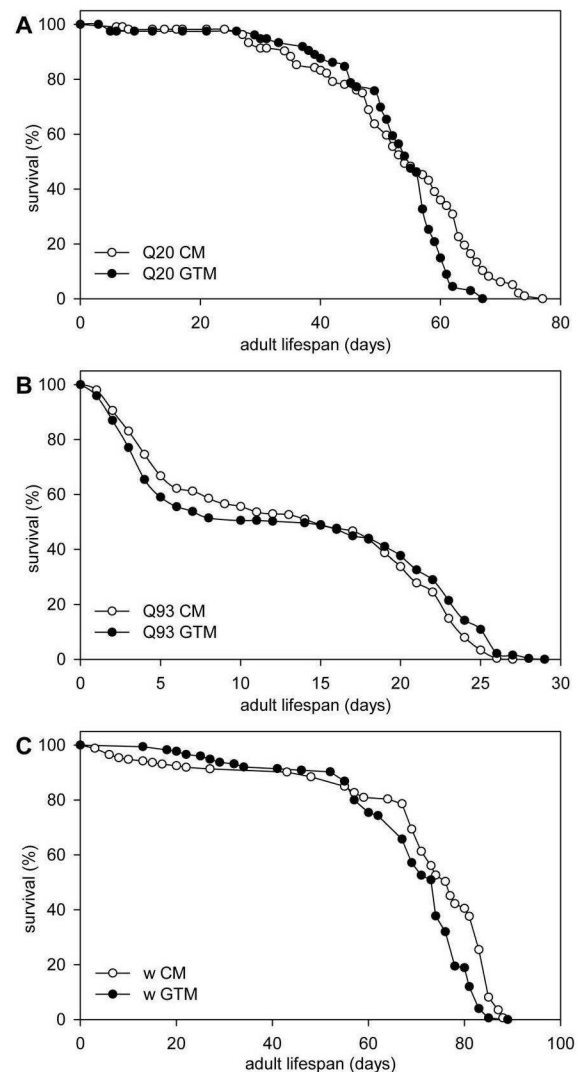 A
100
80
60
40
20
0
survival (%)
Q20 CM
Q20 GTM
0 20 40 60 80
adult lifespan (days)
B
100
80
60
40
20
0
survival (%)
Q93 CM
Q93 GTM
0 5 10 15 20 25 30
adult lifespan (days)
C
100
80
60
40
20
0
survival (%)
w CM
w GTM
0 20 40 60 80 100
adult lifespan (days)